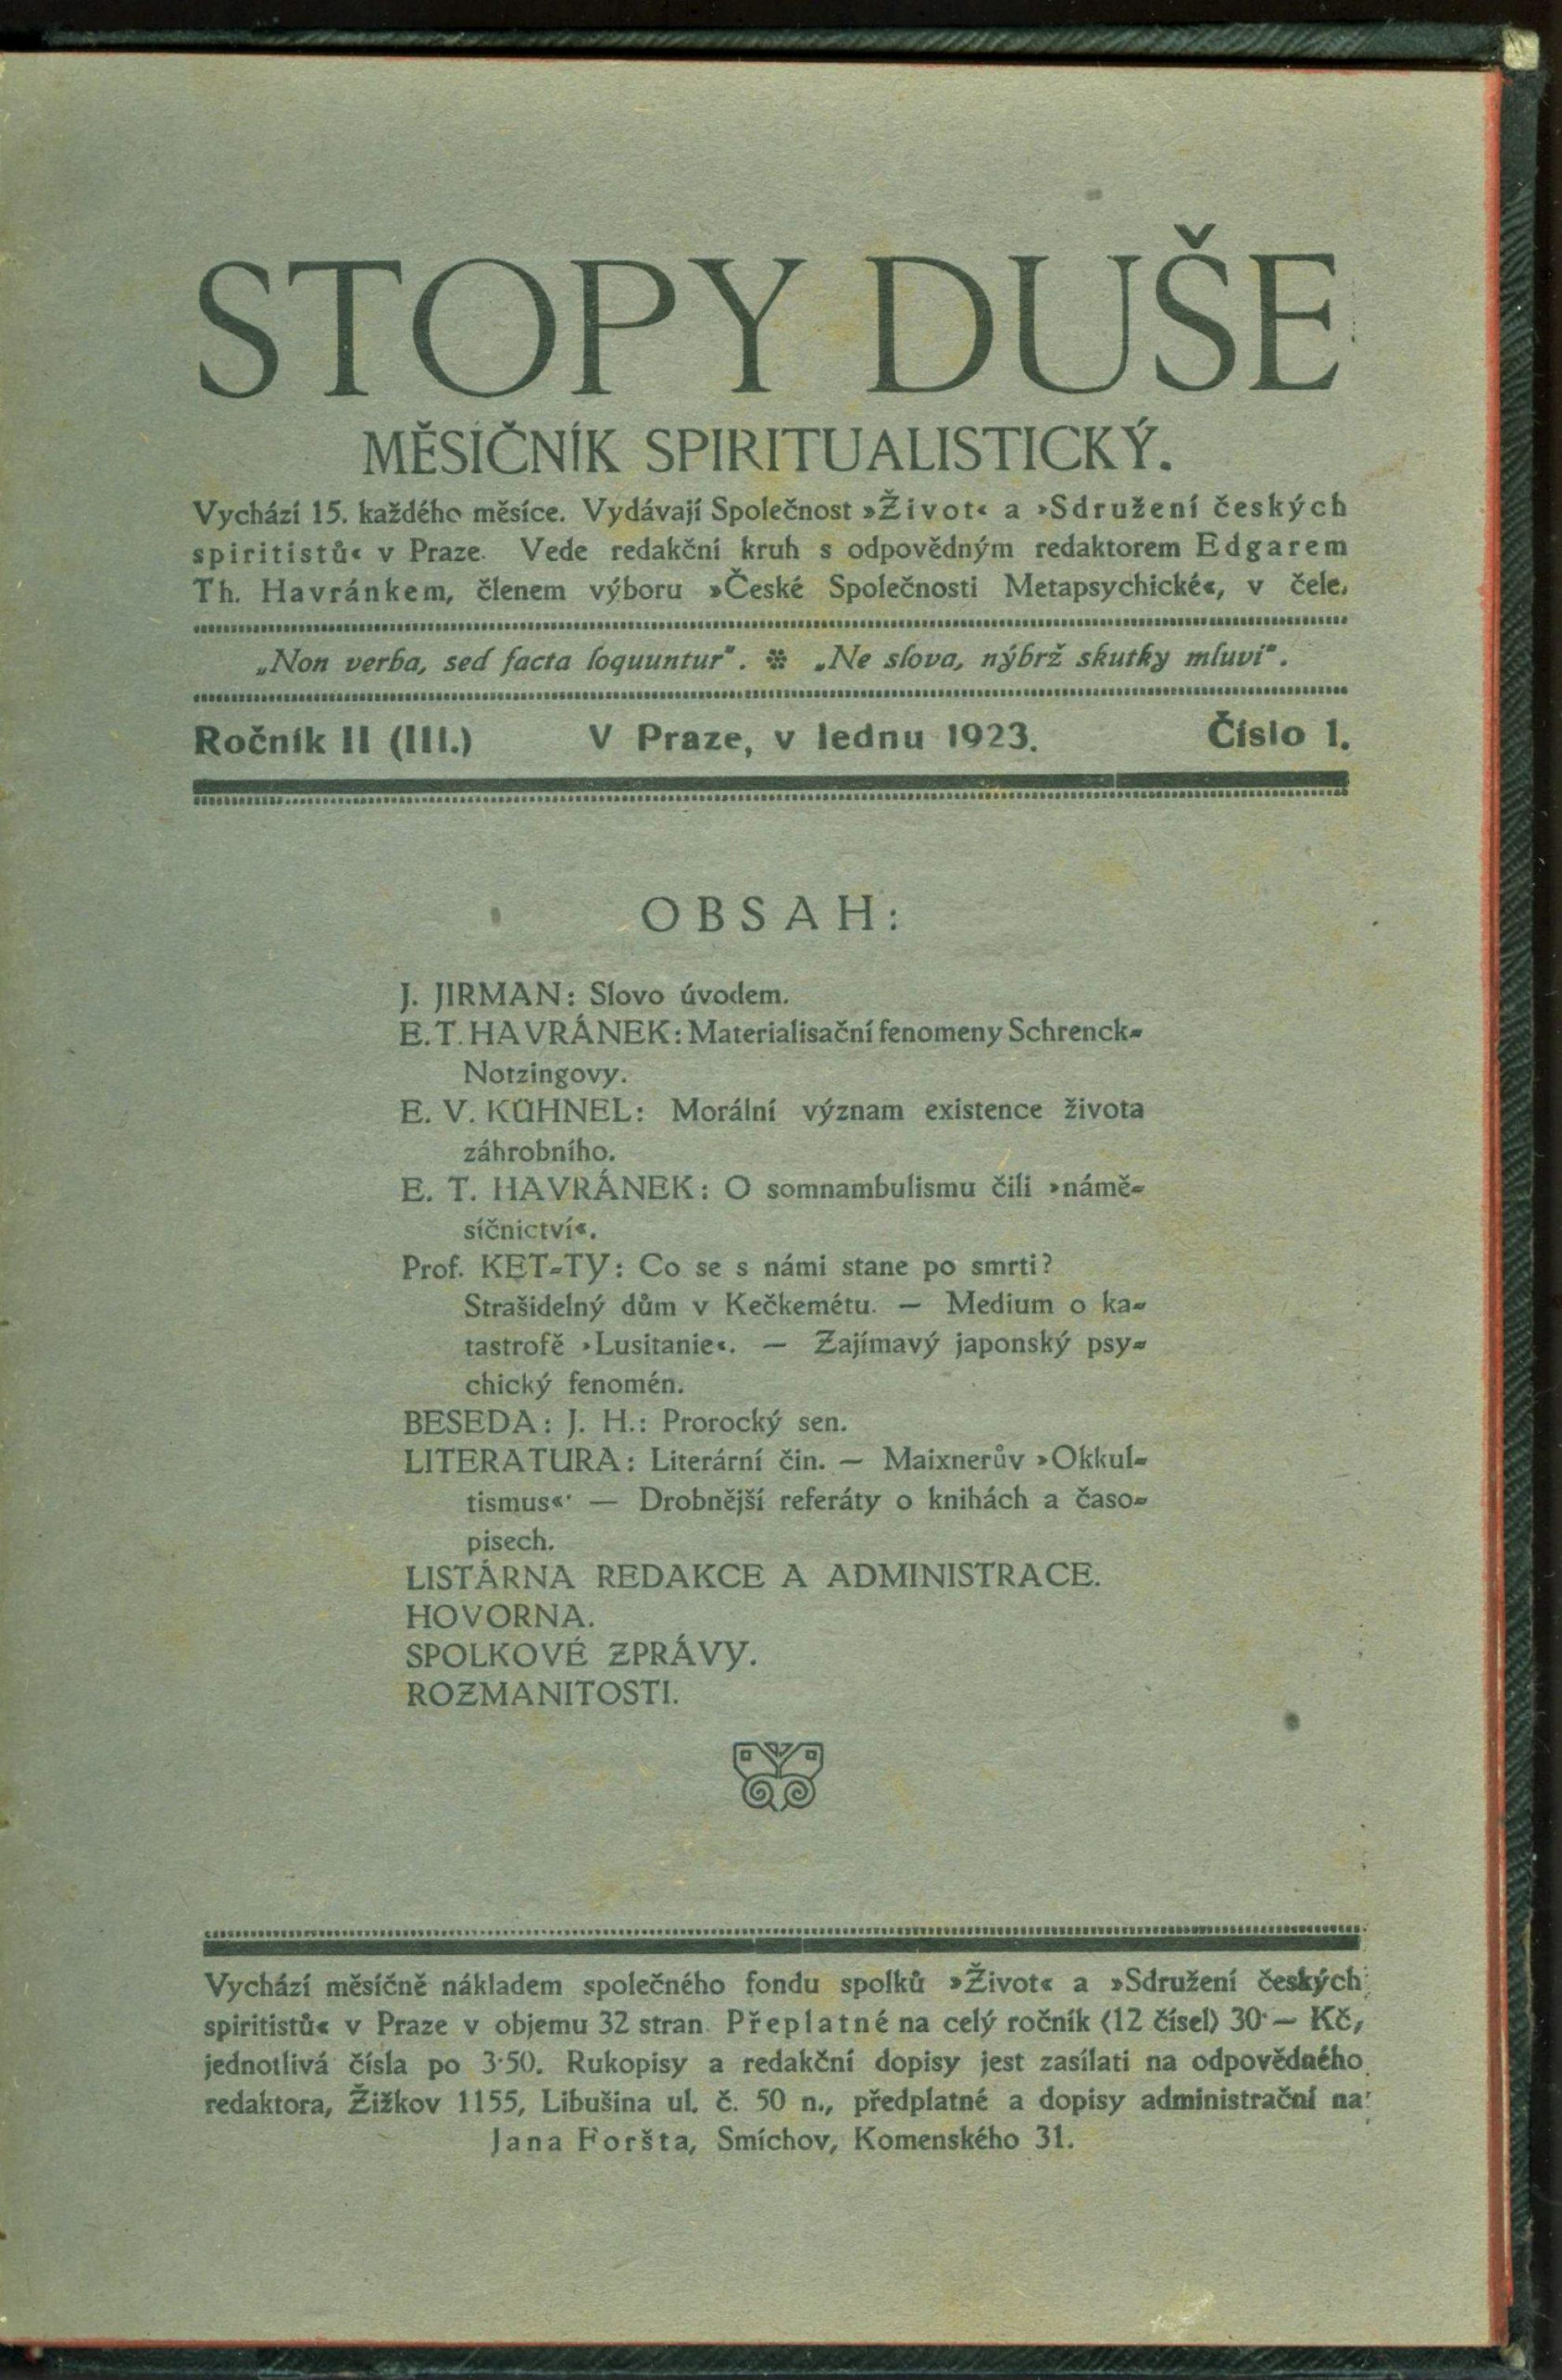 STOPY DUŠE
MĚSÍČNÍK SPIRITUALISTICKÝ.
Vychází 15. každého měsíce. Vydávají Společnost »Život« a »Sdružení českých
spiritistů« v Praze. Vede redakční kruh s odpovědným redaktorem Edgarem
Th. Havránkem, členem výboru »České Společnosti Metapsychické«, v čele.
„Non verba, sed facta loquuntur". ❉ „Ne slova, nýbrž skutky mluví".
Ročník II (III.) V Praze, v lednu 1923. Číslo 1.
OBSAH:
J. JIRMAN: Slovo úvodem.
E. T. HAVRÁNEK: Materialisační fenomeny Schrenck-
Notzingovy.
E. V. KÜHNEL: Morální význam existence života
záhrobního.
E. T. HAVRÁNEK: O somnambulismu čili »námě-
síčnictví«.
Prof. KET-TY: Co se s námi stane po smrti?
Strašidelný dům v Kečkemétu. — Medium o ka-
tastrofě »Lusitanie«. — Zajímavý japonský psy-
chický fenomén.
BESEDA: J. H.: Prorocký sen.
LITERATURA: Literární čin. — Maixnerův »Okkul-
tismus«· — Drobnější referáty o knihách a časo-
pisech.
LISTÁRNA REDAKCE A ADMINISTRACE.
HOVORNA.
SPOLKOVÉ ZPRÁVY.
ROZMANITOSTI.
Vychází měsíčně nákladem společného fondu spolků »Život« a »Sdružení českých
spiritistů« v Praze v objemu 32 stran. Přeplatné na celý ročník (12 čísel) 30·— Kč,
jednotlivá čísla po 3·50. Rukopisy a redakční dopisy jest zasílati na odpovědného
redaktora, Žižkov 1155, Libušina ul. č. 50 n., předplatné a dopisy administrační na
Jana Foršta, Smíchov, Komenského 31.